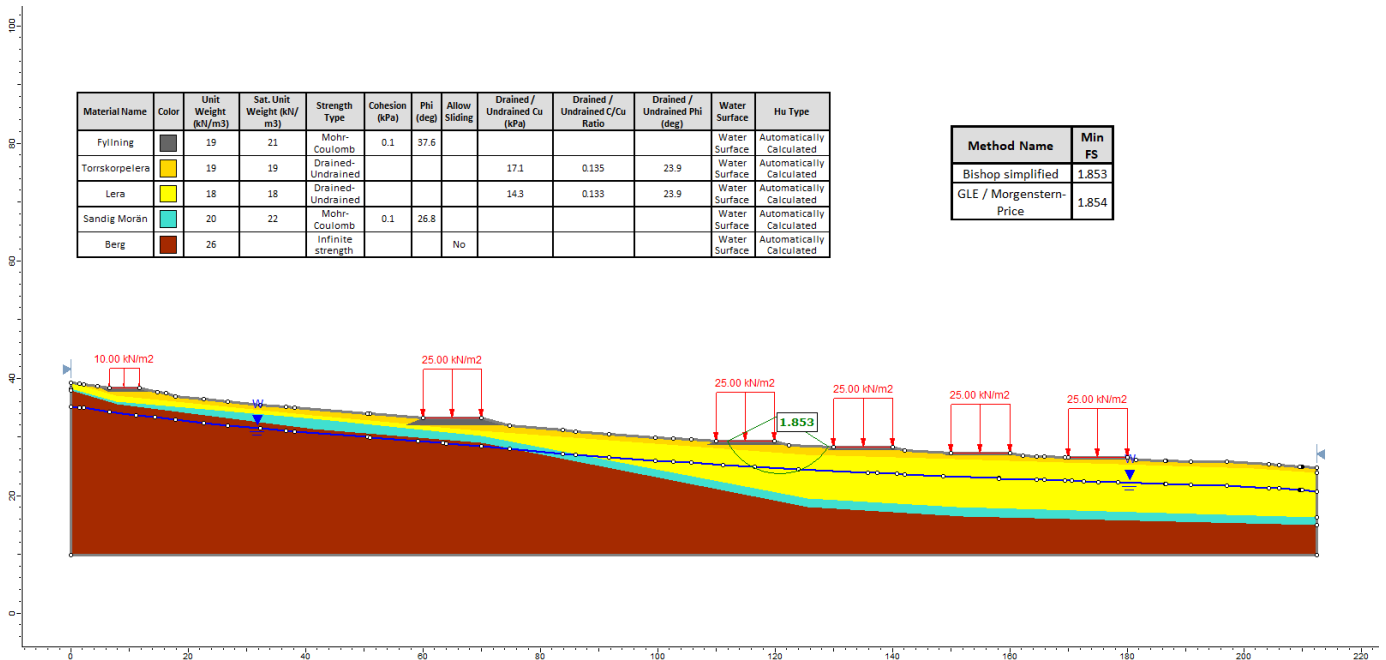 Material Name Color Unit Weight (kN/m3) Sat. Unit Weight (kN/ m3) Strength Type Cohesion (kPa) Phi (deg) Allow Sliding Drained / Undrained Cu (kPa) Drained / Undrained C/Cu Ratio Drained / Undrained Phi (deg) Water Surface Hu Type
Fyllning 19 21 Mohr-Coulomb 0.1 37.6 Water Surface Automatically Calculated
Torrskorpelera 19 19 Drained-Undrained 17.1 0.135 23.9 Water Surface Automatically Calculated
Lera 18 18 Drained-Undrained 14.3 0.133 23.9 Water Surface Automatically Calculated
Sandig Morän 20 22 Mohr-Coulomb 0.1 26.8 Water Surface Automatically Calculated
Berg 26 Infinite strength No Water Surface Automatically Calculated
Method Name Min FS
Bishop simplified 1.853
GLE / Morgenstern-Price 1.854
10.00 kN/m2
25.00 kN/m2
25.00 kN/m2
25.00 kN/m2
25.00 kN/m2
25.00 kN/m2
1.853
W
W
100
80
60
40
20
0
0 20 40 60 80 100 120 140 160 180 200 220